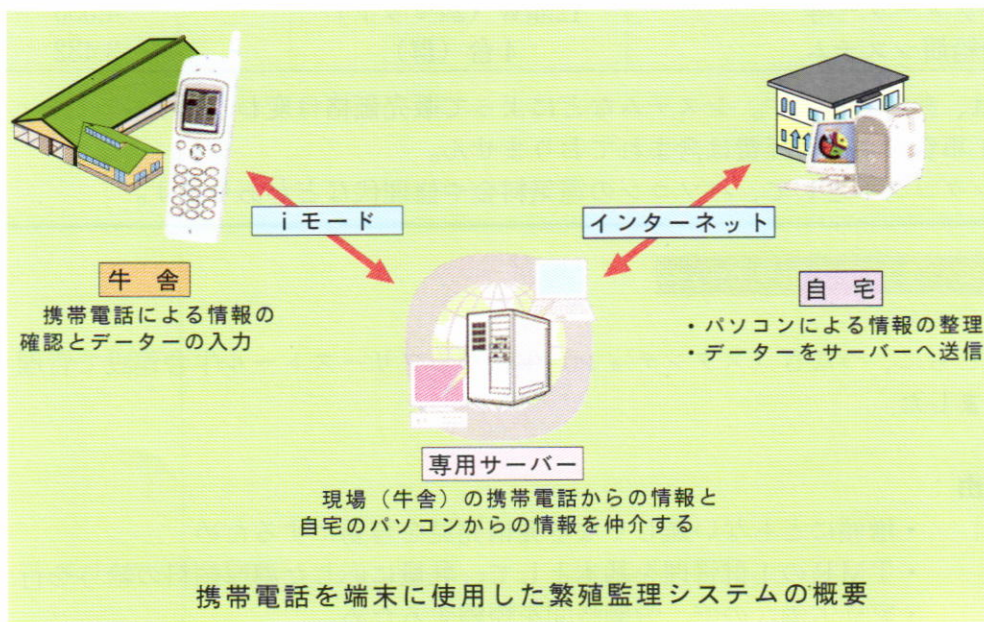 iモード
インターネット
牛舎
携帯電話による情報の
確認とデーターの入力
自宅
・パソコンによる情報の整理
・データーをサーバーへ送信
専用サーバー
現場（牛舎）の携帯電話からの情報と
自宅のパソコンからの情報を仲介する
携帯電話を端末に使用した繁殖監理システムの概要